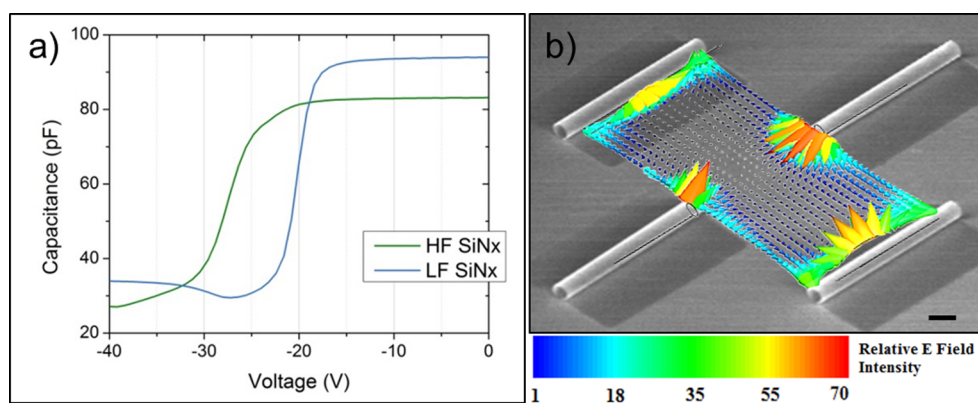 a)
100
80
60
40
20
Capacitance (pF)
HF SiNx
LF SiNx
-40 -30 -20 -10 0
Voltage (V)
b)
Relative E Field
Intensity
1 18 35 55 70